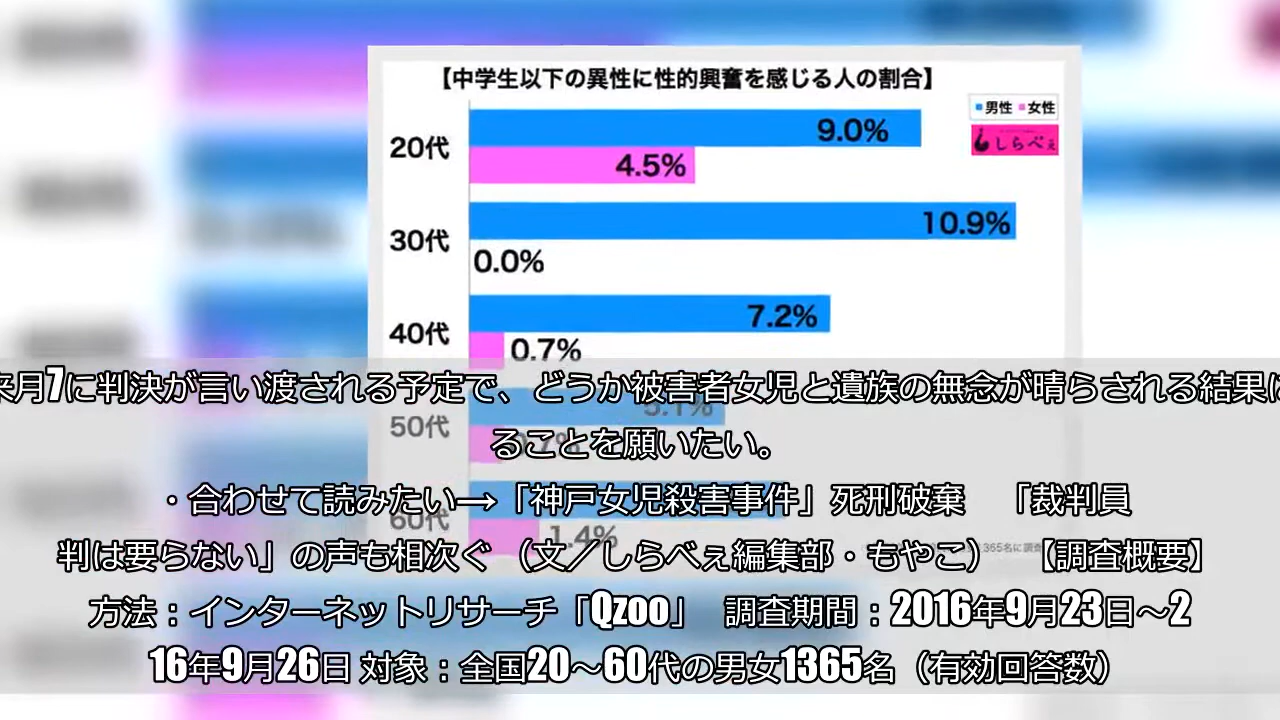 【中学生以下の異性に性的興奮を感じる人の割合】
男性 女性
しらべぇ
20代
9.0%
4.5%
30代
10.9%
0.0%
40代
7.2%
0.7%
50代
5.1%
0.7%
60代
1.4%
来月7に判決が言い渡される予定で、どうか被害者女児と遺族の無念が晴らされる結果に
ることを願いたい。
・合わせて読みたい→「神戸女児殺害事件」死刑破棄 「裁判員
判は要らない」の声も相次ぐ（文／しらべぇ編集部・もやこ） 【調査概要】
方法：インターネットリサーチ「Qzoo」 調査期間：2016年9月23日～2
16年9月26日 対象：全国20～60代の男女1365名（有効回答数）